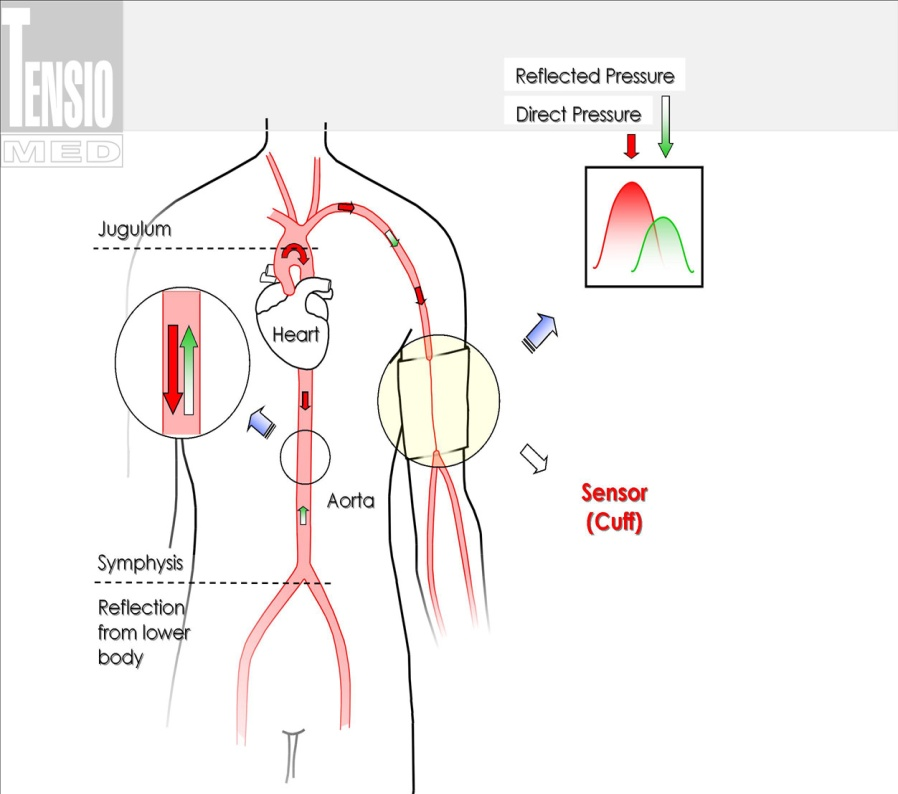 TENSIO
MED
Reflected Pressure
Direct Pressure
Jugulum
Heart
Aorta
Sensor
(Cuff)
Symphysis
Reflection
from lower
body